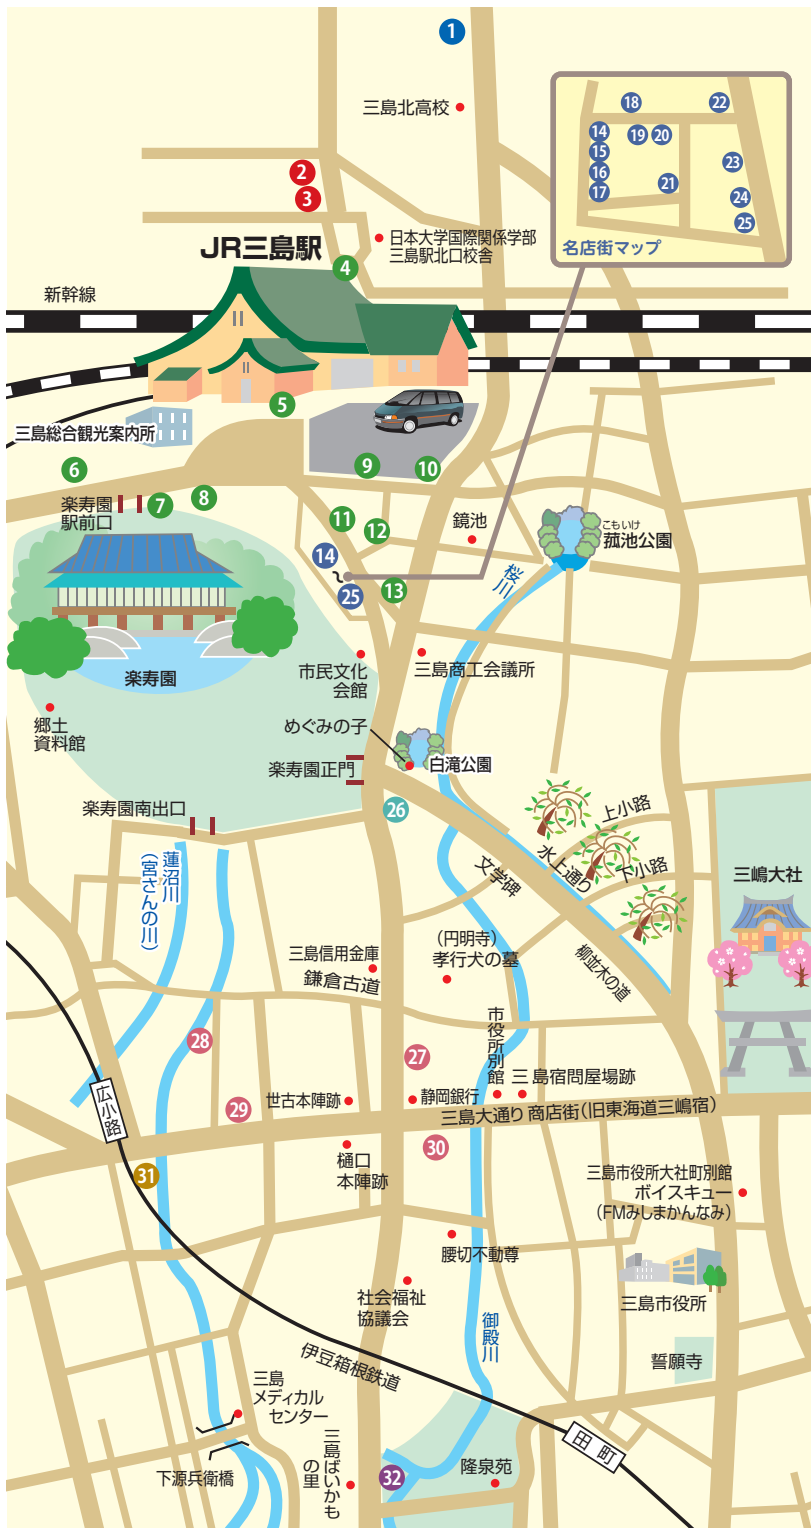 1
三島北高校
18
22
14
19
20
15
16
17
21
23
24
25
名店街マップ
2
3
日本大学国際関係学部
三島駅北口校舎
JR三島駅
4
新幹線
5
三島総合観光案内所
6
7
8
9
10
楽寿園
駅前口
11
12
鏡池
こもいけ
菰池公園
14
25
13
桜川
楽寿園
市民文化
会館
三島商工会議所
郷土
資料館
めぐみの子
楽寿園正門
白滝公園
26
楽寿園南出口
上小路
水上通り
下小路
文学碑
柳並木の道
三嶋大社
蓮沼川
（宮さんの川）
三島信用金庫
鎌倉古道
（円明寺）
孝行犬の墓
市役所別館
27
28
29
世古本陣跡
静岡銀行
三島宿問屋場跡
三島大通り商店街（旧東海道三嶋宿）
広小路
30
樋口
本陣跡
31
三島市役所大社町別館
ボイスキュー
（FMみしまかんなみ）
腰切不動尊
社会福祉
協議会
御殿川
三島市役所
誓願寺
伊豆箱根鉄道
三島
メディカル
センター
田町
下源兵衛橋
三島ばいかも
の里
32
隆泉苑